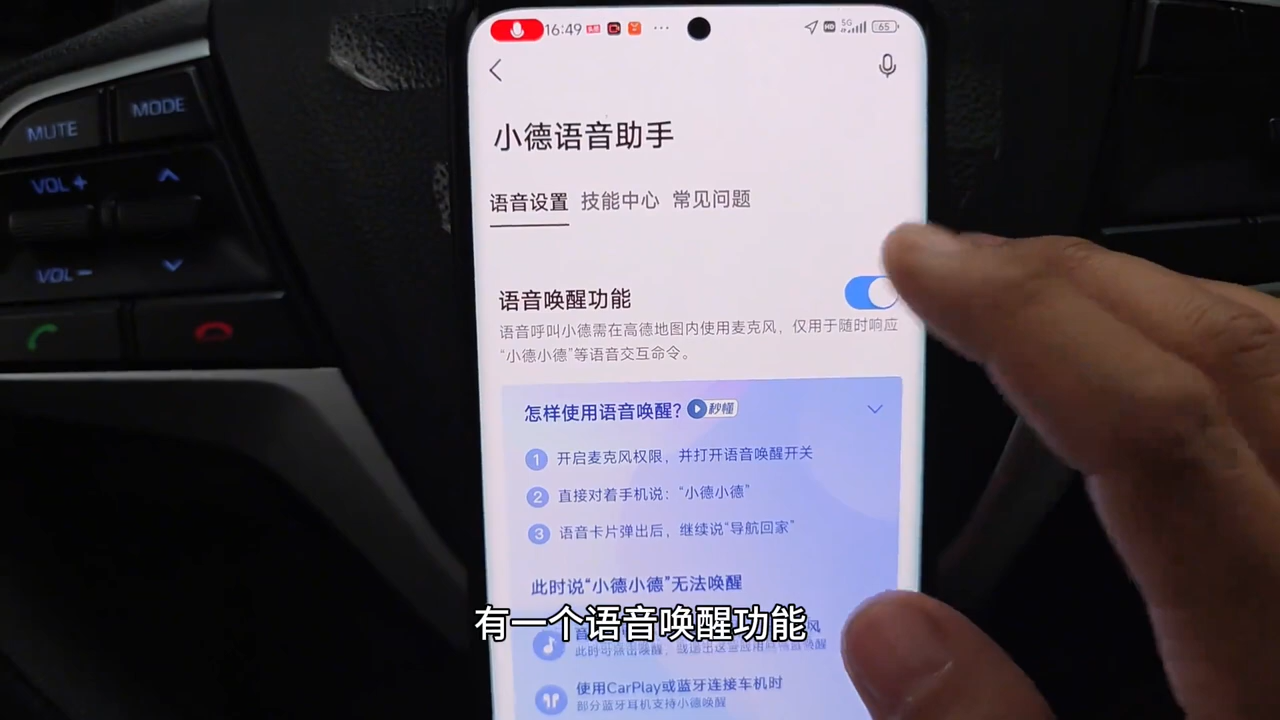 MUTE
MODE
VOL +
VOL −
16:49
···
HD
5G
65
小德语音助手
语音设置 技能中心 常见问题
语音唤醒功能
语音呼叫小德需在高德地图内使用麦克风，仅用于随时响应
“小德小德”等语音交互命令。
怎样使用语音唤醒？ 秒懂
1 开启麦克风权限，并打开语音唤醒开关
2 直接对着手机说：“小德小德”
3 语音卡片弹出后，继续说“导航回家”
此时说“小德小德”无法唤醒
有一个语音唤醒功能
使用CarPlay或蓝牙连接车机时
部分蓝牙耳机支持小德唤醒